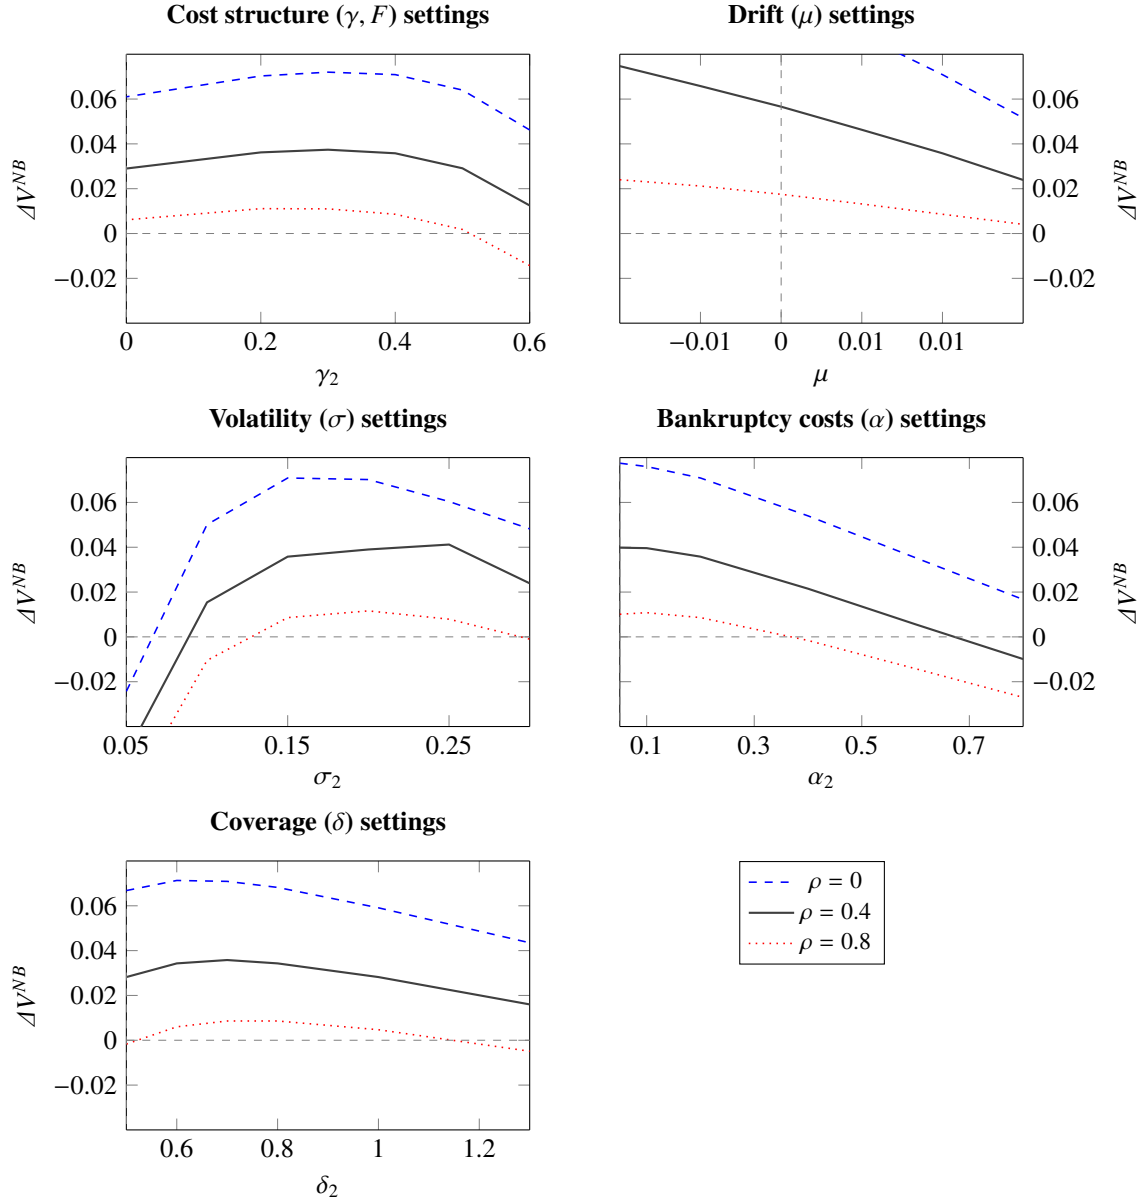 Cost structure (γ, F) settings
0.06
0.04
0.02
0
−0.02
ΔV^NB
0
0.2
0.4
0.6
γ₂
Drift (μ) settings
0.06
0.04
0.02
0
−0.02
ΔV^NB
−0.01
0
0.01
0.01
μ
Volatility (σ) settings
0.06
0.04
0.02
0
−0.02
ΔV^NB
0.05
0.15
0.25
σ₂
Bankruptcy costs (α) settings
0.06
0.04
0.02
0
−0.02
ΔV^NB
0.1
0.3
0.5
0.7
α₂
Coverage (δ) settings
0.06
0.04
0.02
0
−0.02
ΔV^NB
0.6
0.8
1
1.2
δ₂
ρ = 0
ρ = 0.4
ρ = 0.8